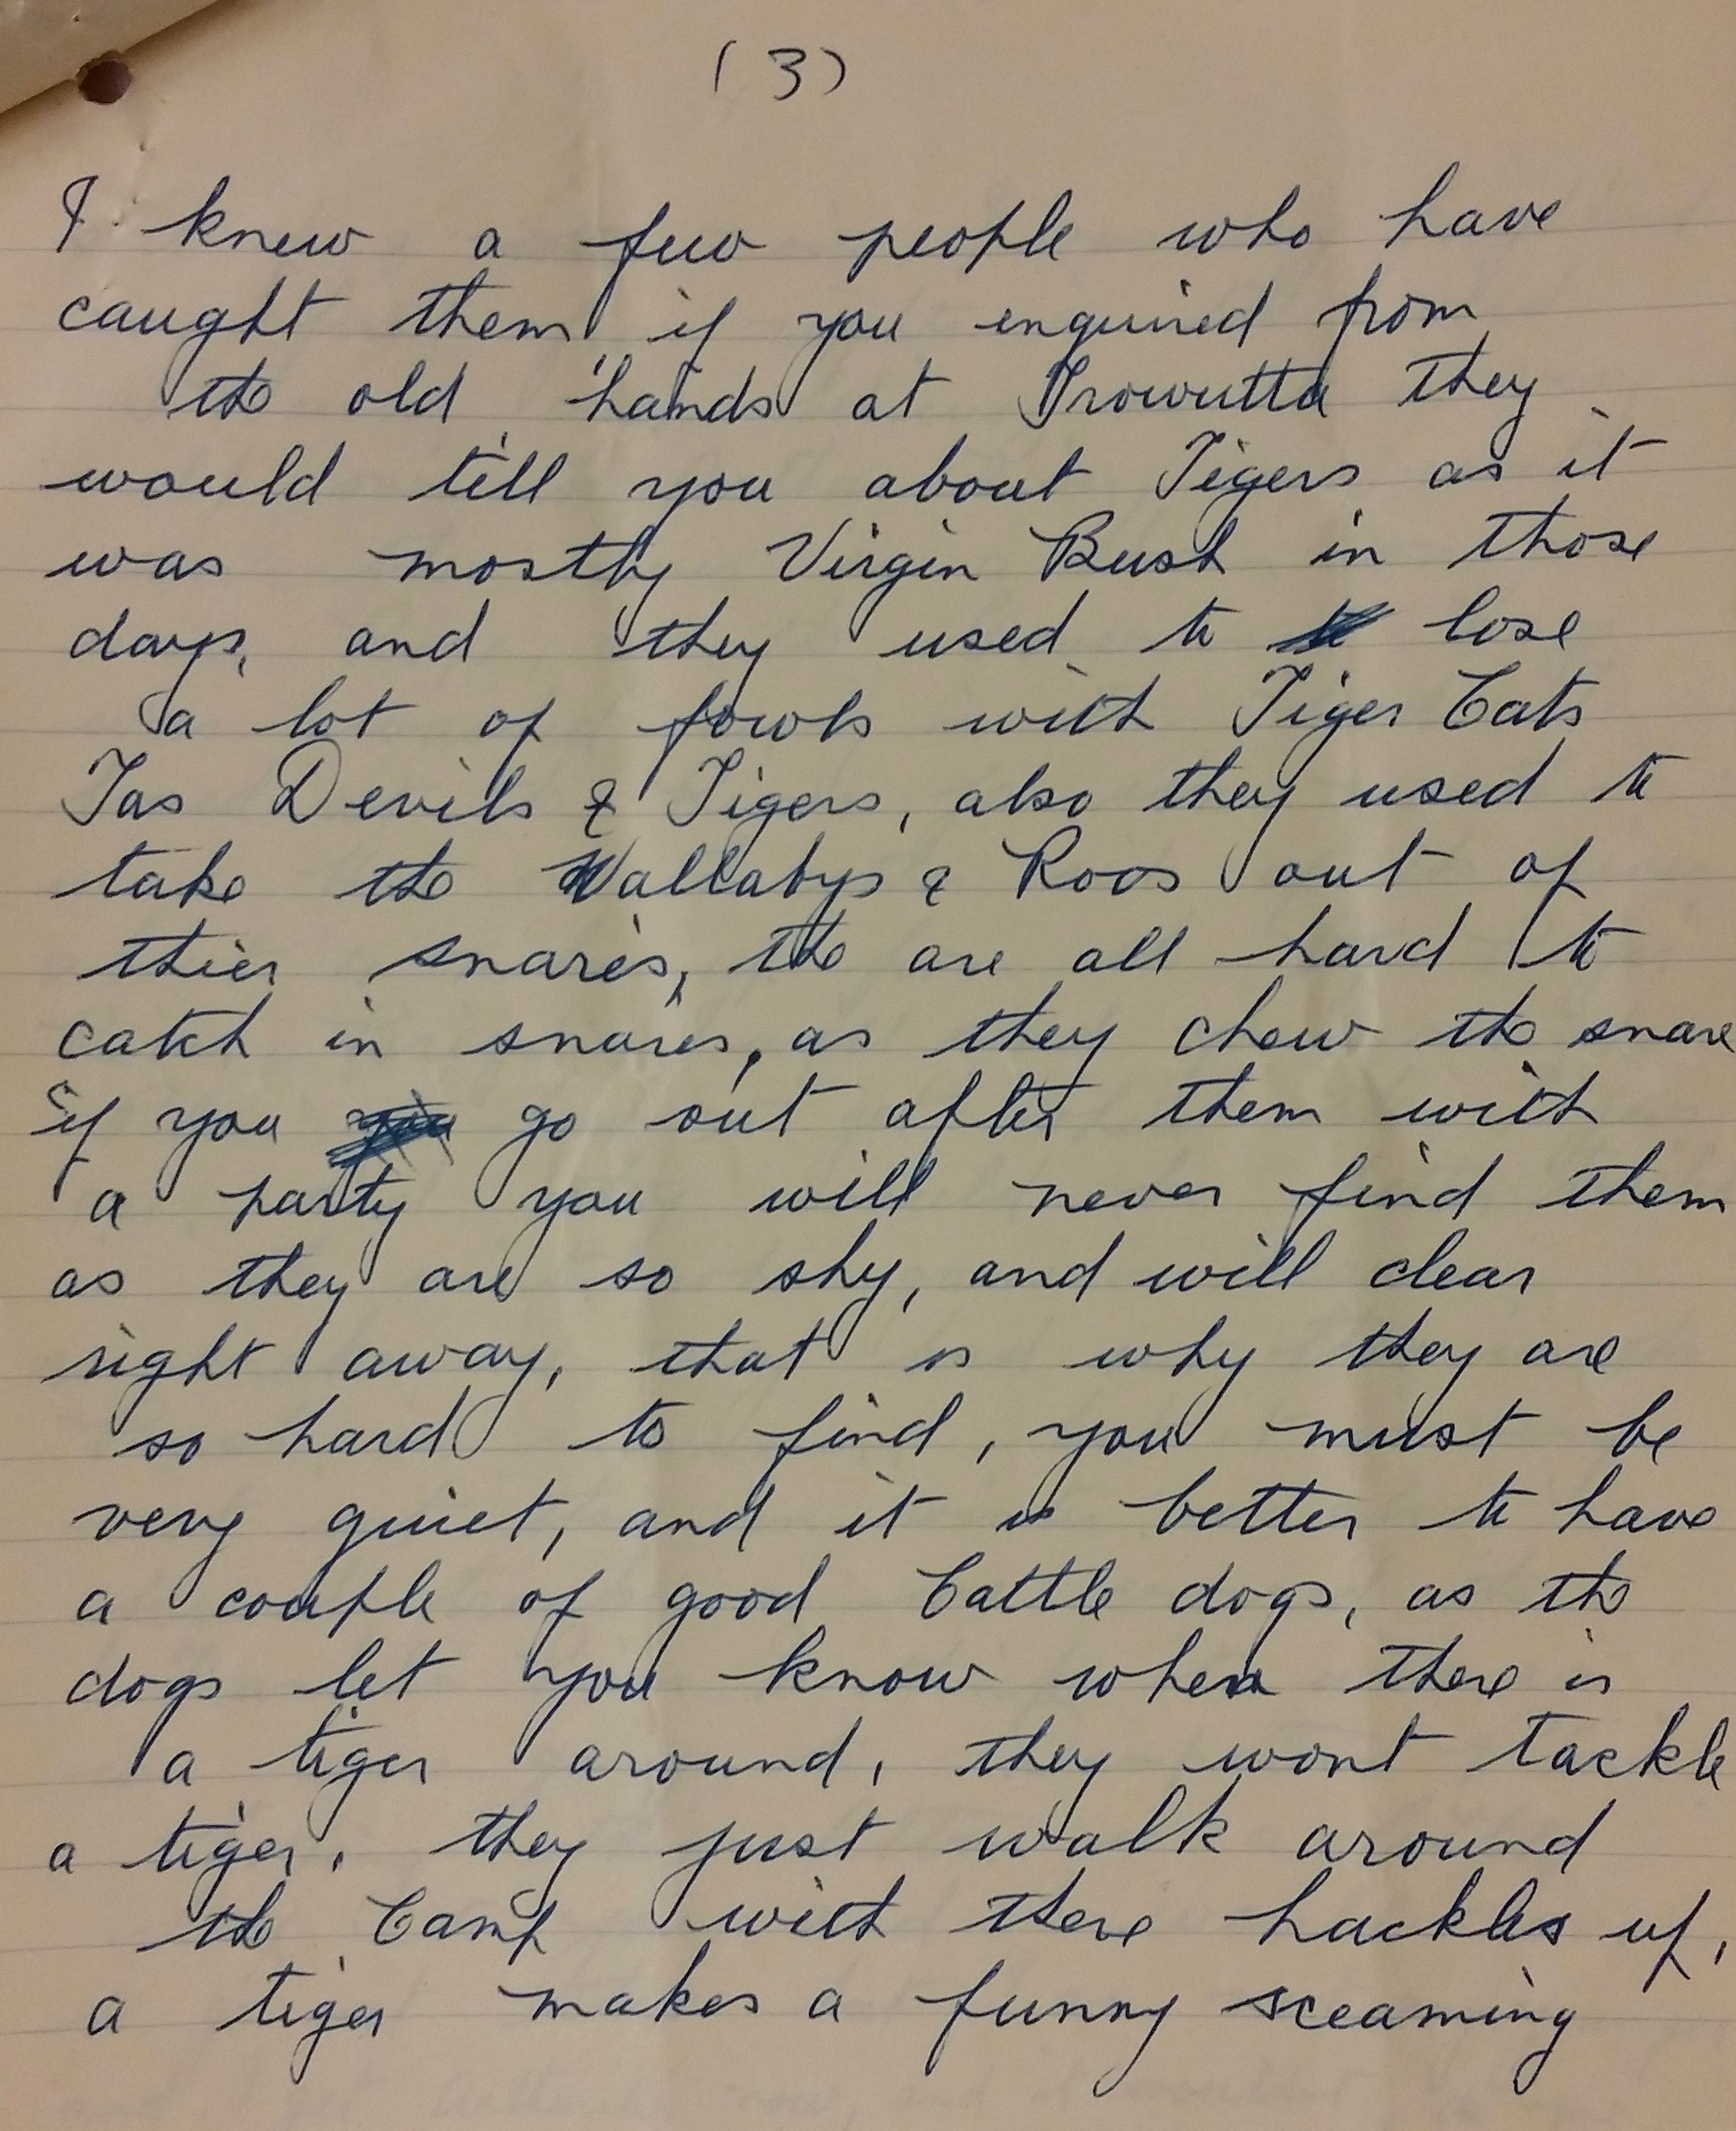 (3)
I knew a few people who have
caught them, if you enquired from
the old hands at Trowutta they
would tell you about Tigers as it
was mostly Virgin Bush in those
days, and they used to lose
a lot of fowls with Tiger Cats
Tas Devils & Tigers, also they used to
take the Wallabys & Roos out of
thier snares, the are all hard to
catch in snares, as they chew the snare
if you go out after them with
a party you will never find them
as they are so shy, and will clear
right away, that is why they are
so hard to find, you must be
very quiet, and it is better to have
a couple of good Cattle dogs, as the
dogs let you know when there is
a tiger around, they wont tackle
a tiger, they just walk around
the Camp with there hackles up,
a tiger makes a funny sceaming